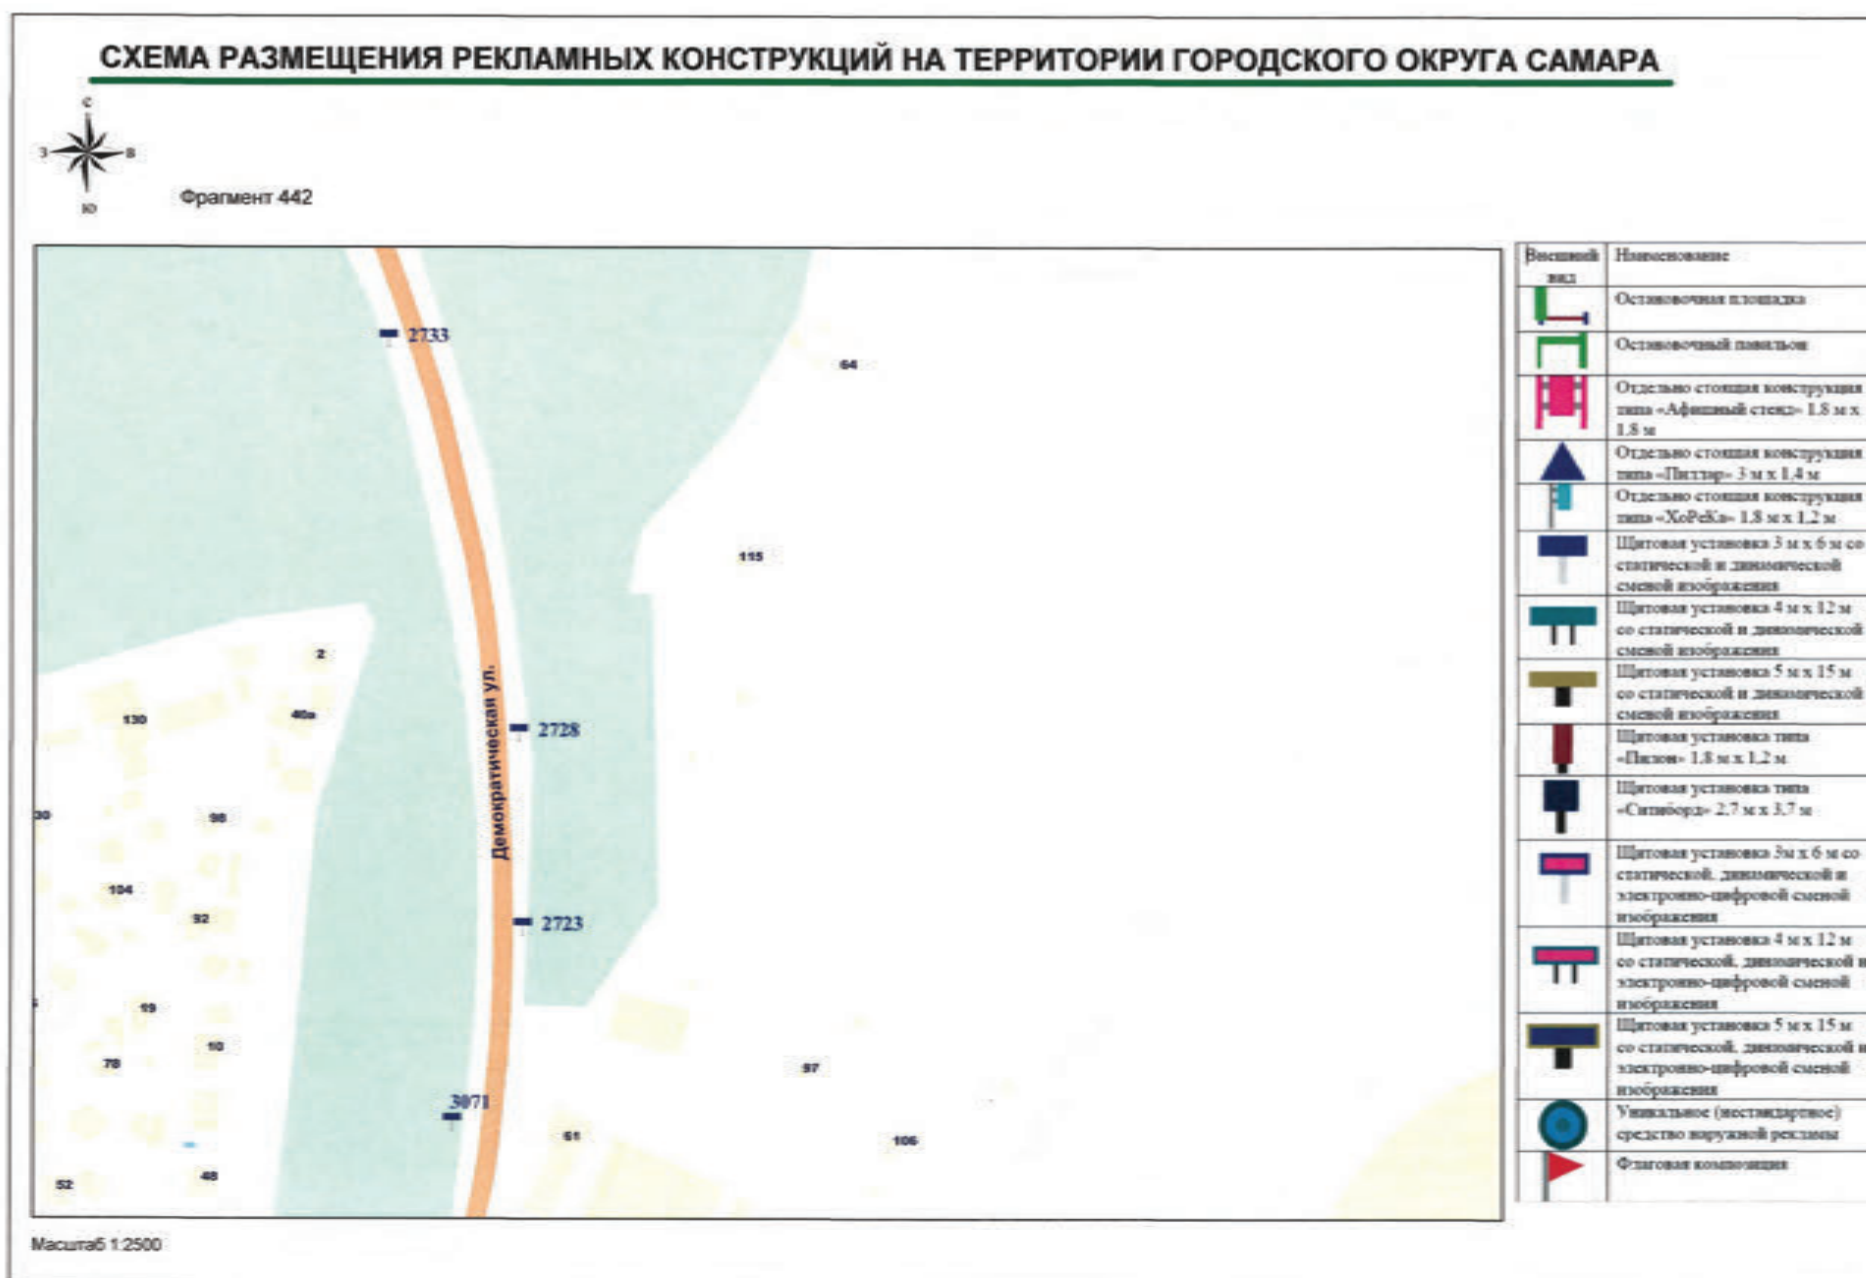 СХЕМА РАЗМЕЩЕНИЯ РЕКЛАМНЫХ КОНСТРУКЦИЙ НА ТЕРРИТОРИИ ГОРОДСКОГО ОКРУГА САМАРА
С
З
В
Ю
Фрагмент 442
2733
64
115
2
130
40а
Демократическая ул.
2728
30
98
104
92
2723
19
10
78
97
3071
61
106
52
48
Масштаб 1:2500
Внешний вид
Наименование
Остановочная площадка
Остановочный павильон
Отдельно стоящая конструкция
типа «Афишный стенд» 1.8 м х
1.8 м
Отдельно стоящая конструкция
типа «Пиллар» 3 м х 1,4 м
Отдельно стоящая конструкция
типа «ХоРеКа» 1.8 м х 1,2 м
Щитовая установка 3 м х 6 м со
статической и динамической
сменой изображения
Щитовая установка 4 м х 12 м
со статической и динамической
сменой изображения
Щитовая установка 5 м х 15 м
со статической и динамической
сменой изображения
Щитовая установка типа
«Пилон» 1.8 м х 1,2 м
Щитовая установка типа
«Ситиборд» 2,7 м х 3,7 м
Щитовая установка 3м х 6 м со
статической, динамической и
электронно-цифровой сменой
изображения
Щитовая установка 4 м х 12 м
со статической, динамической и
электронно-цифровой сменой
изображения
Щитовая установка 5 м х 15 м
со статической, динамической и
электронно-цифровой сменой
изображения
Уникальное (нестандартное)
средство наружной рекламы
Флаговая композиция